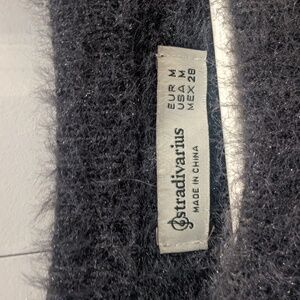 EUR M
USA M
MEX 28
stradivarius
MADE IN CHINA